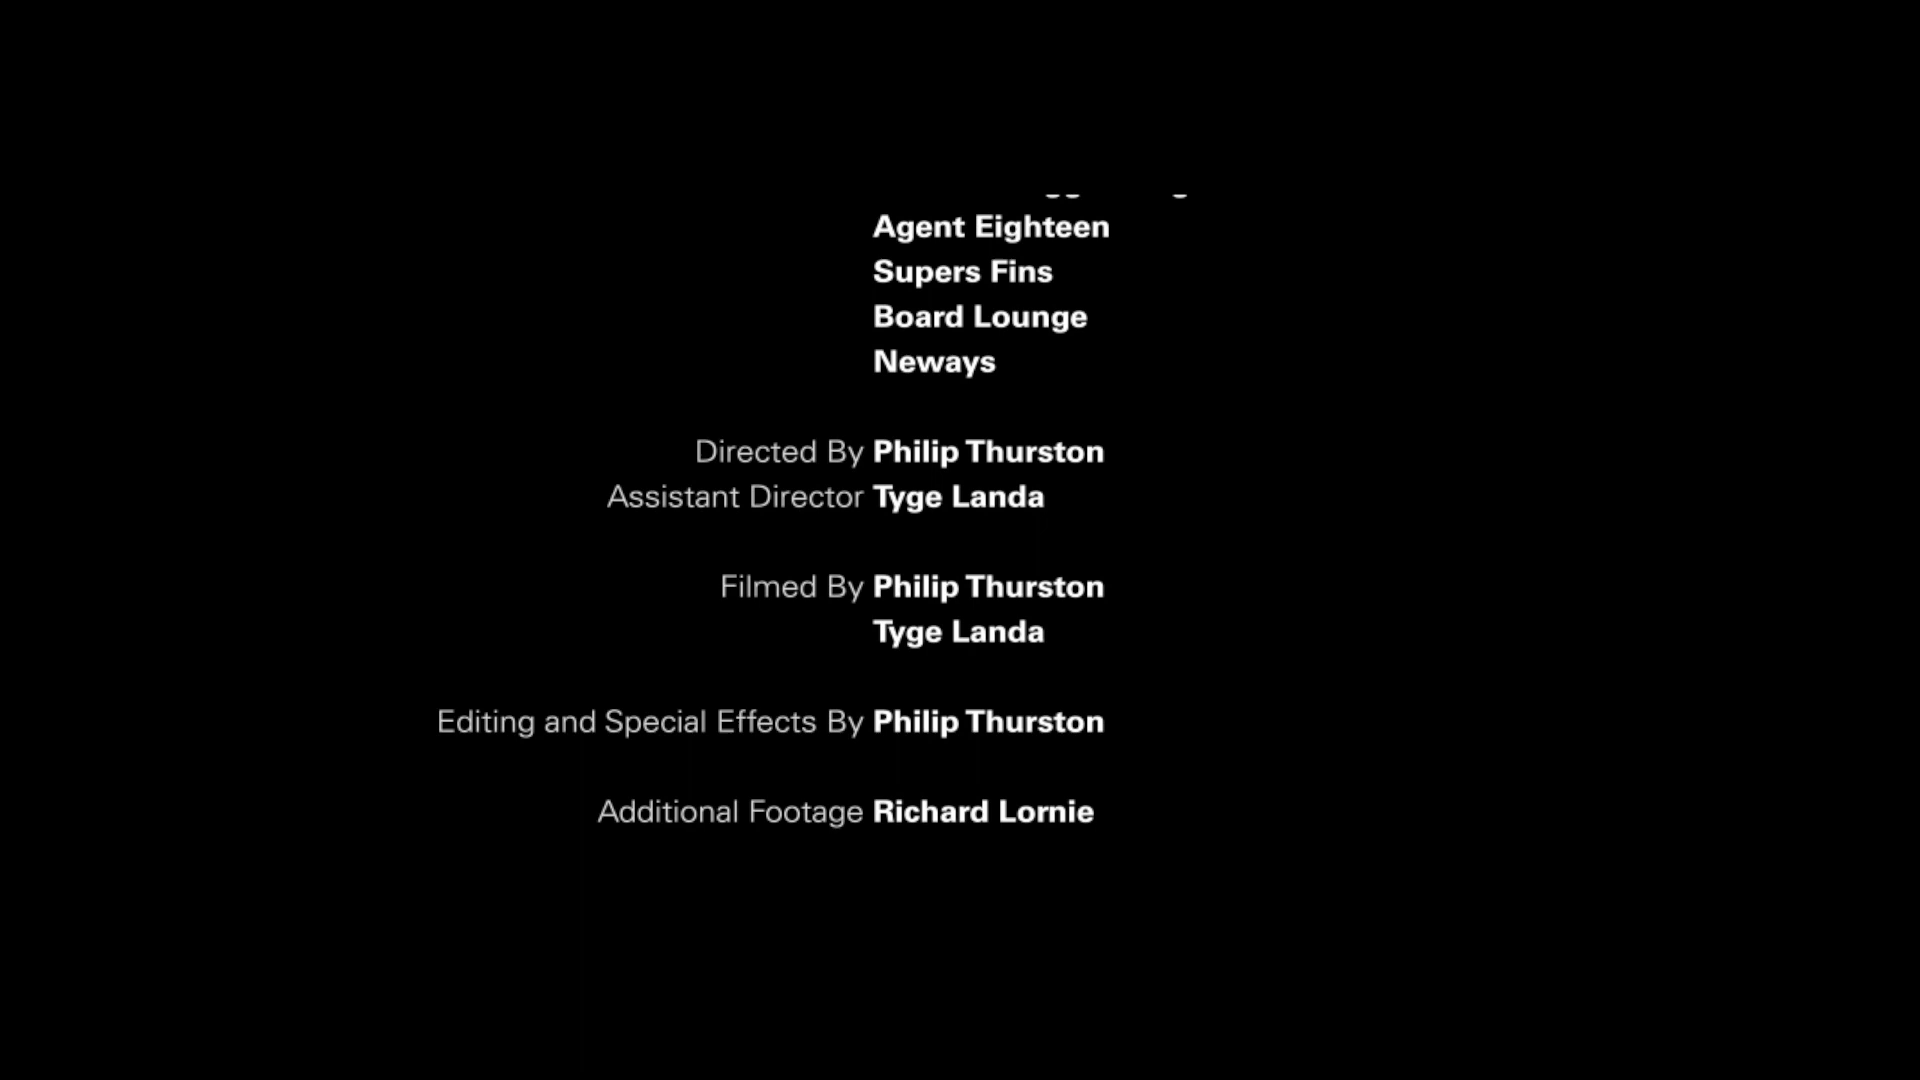 Agent Eighteen
Supers Fins
Board Lounge
Neways
Directed By Philip Thurston
Assistant Director Tyge Landa
Filmed By Philip Thurston
Tyge Landa
Editing and Special Effects By Philip Thurston
Additional Footage Richard Lornie